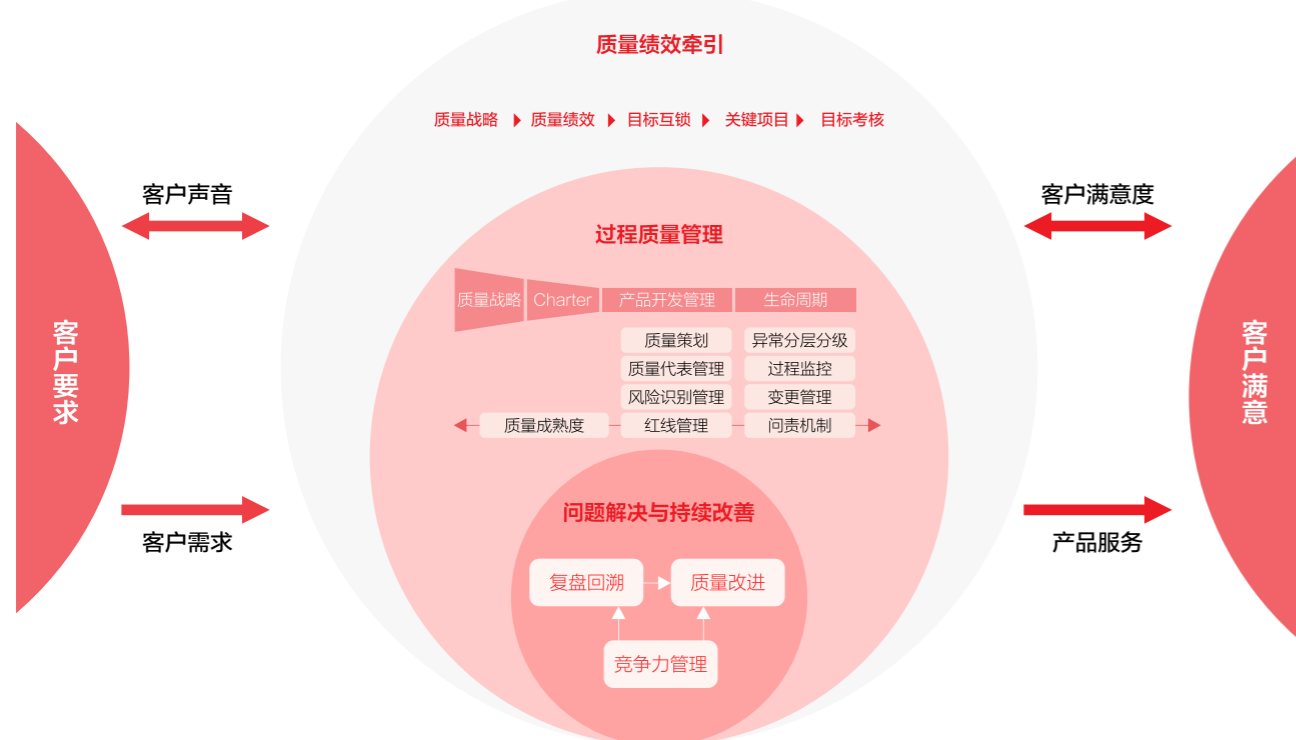 质量绩效牵引
质量战略 质量绩效 目标互锁 关键项目 目标考核
客户声音
客户满意度
过程质量管理
质量战略 Charter 产品开发管理 生命周期
客户要求
客户满意
质量策划 异常分层分级
质量代表管理 过程监控
风险识别管理 变更管理
质量成熟度 红线管理 问责机制
问题解决与持续改善
客户需求
产品服务
复盘回溯 质量改进
竞争力管理